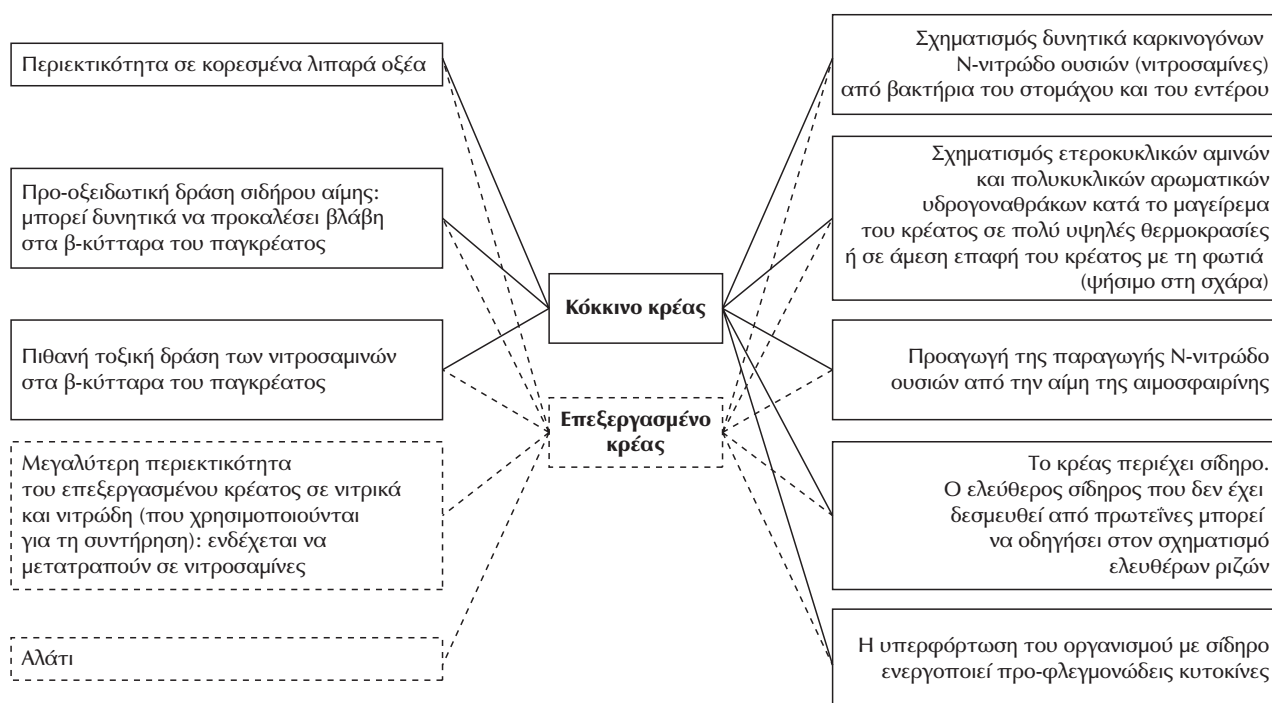 Περιεκτικότητα σε κορεσμένα λιπαρά οξέα
Προ-οξειδωτική δράση σιδήρου αίμης:
μπορεί δυνητικά να προκαλέσει βλάβη
στα β-κύτταρα του παγκρέατος
Πιθανή τοξική δράση των νιτροσαμινών
στα β-κύτταρα του παγκρέατος
Μεγαλύτερη περιεκτικότητα
του επεξεργασμένου κρέατος σε νιτρικά
και νιτρώδη (που χρησιμοποιούνται
για τη συντήρηση): ενδέχεται να
μετατραπούν σε νιτροσαμίνες
Αλάτι
Κόκκινο κρέας
Επεξεργασμένο
κρέας
Σχηματισμός δυνητικά καρκινογόνων
Ν-νιτρώδο ουσιών (νιτροσαμίνες)
από βακτήρια του στομάχου και του εντέρου
Σχηματισμός ετεροκυκλικών αμινών
και πολυκυκλικών αρωματικών
υδρογοναθράκων κατά το μαγείρεμα
του κρέατος σε πολύ υψηλές θερμοκρασίες
ή σε άμεση επαφή του κρέατος με τη φωτιά
(ψήσιμο στη σχάρα)
Προαγωγή της παραγωγής Ν-νιτρώδο
ουσιών από την αίμη της αιμοσφαιρίνης
Το κρέας περιέχει σίδηρο.
Ο ελεύθερος σίδηρος που δεν έχει
δεσμευθεί από πρωτεΐνες μπορεί
να οδηγήσει στον σχηματισμό
ελευθέρων ριζών
Η υπερφόρτωση του οργανισμού με σίδηρο
ενεργοποιεί προ-φλεγμονώδεις κυτοκίνες